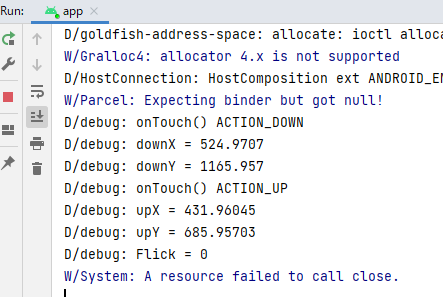 Run:
app
D/goldfish-address-space: allocate: ioctl alloca
W/Gralloc4: allocator 4.x is not supported
D/HostConnection: HostComposition ext ANDROID_EM
W/Parcel: Expecting binder but got null!
D/debug: onTouch() ACTION_DOWN
D/debug: downX = 524.9707
D/debug: downY = 1165.957
D/debug: onTouch() ACTION_UP
D/debug: upX = 431.96045
D/debug: upY = 685.95703
D/debug: Flick = 0
W/System: A resource failed to call close.